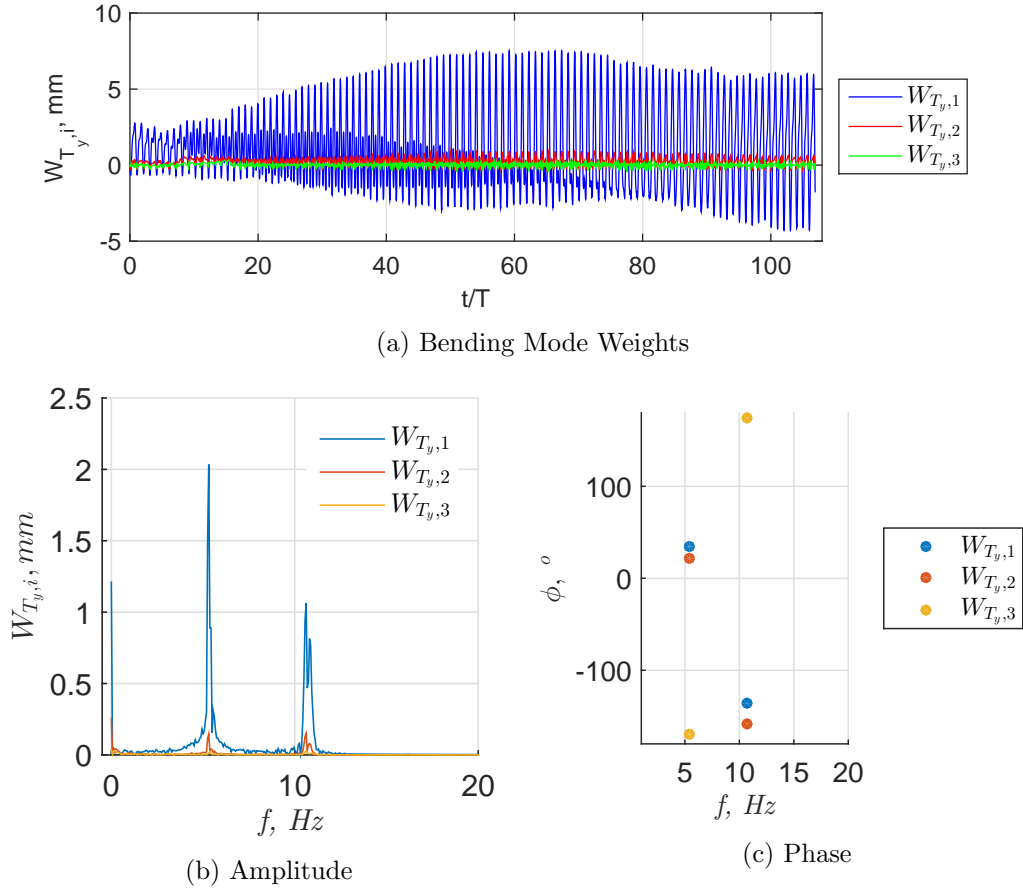 10
5
0
-5
W_{T_y,i}, mm
0
20
40
60
80
100
t/T
W_{T_y,1}
W_{T_y,2}
W_{T_y,3}
(a) Bending Mode Weights
2.5
2
1.5
1
0.5
0
W_{T_y,i}, mm
W_{T_y,1}
W_{T_y,2}
W_{T_y,3}
0
10
20
f, Hz
(b) Amplitude
100
0
-100
ϕ, °
5
10
15
20
f, Hz
W_{T_y,1}
W_{T_y,2}
W_{T_y,3}
(c) Phase